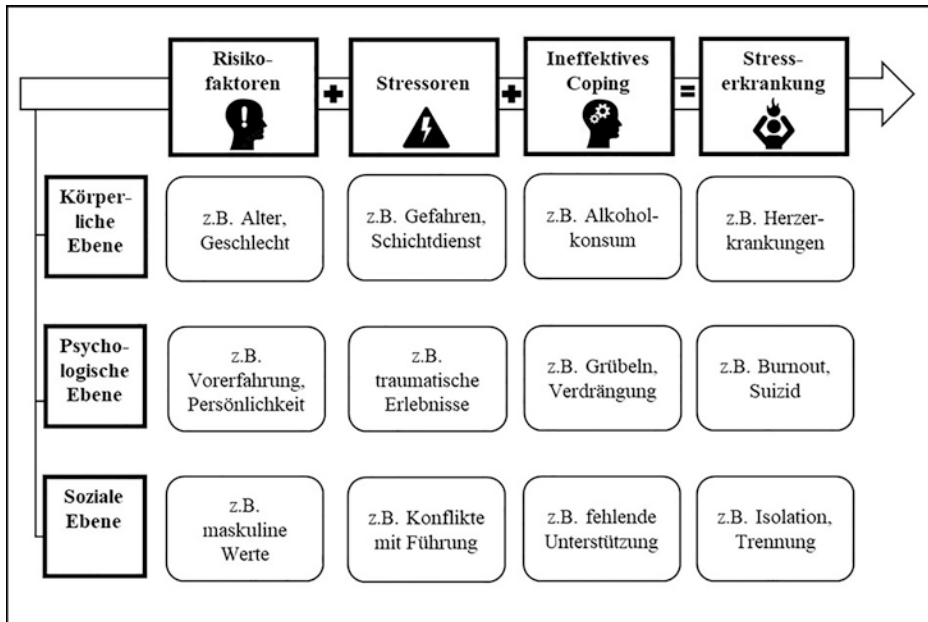 Risiko-
faktoren
+
Stressoren
+
Ineffektives
Coping
=
Stress-
erkrankung
Körper-
liche
Ebene
z.B. Alter,
Geschlecht
z.B. Gefahren,
Schichtdienst
z.B. Alkohol-
konsum
z.B. Herzer-
krankungen
Psycho-
logische
Ebene
z.B.
Vorerfahrung,
Persönlichkeit
z.B.
traumatische
Erlebnisse
z.B. Grübeln,
Verdrängung
z.B. Burnout,
Suizid
Soziale
Ebene
z.B.
maskuline
Werte
z.B. Konflikte
mit Führung
z.B. fehlende
Unterstützung
z.B. Isolation,
Trennung